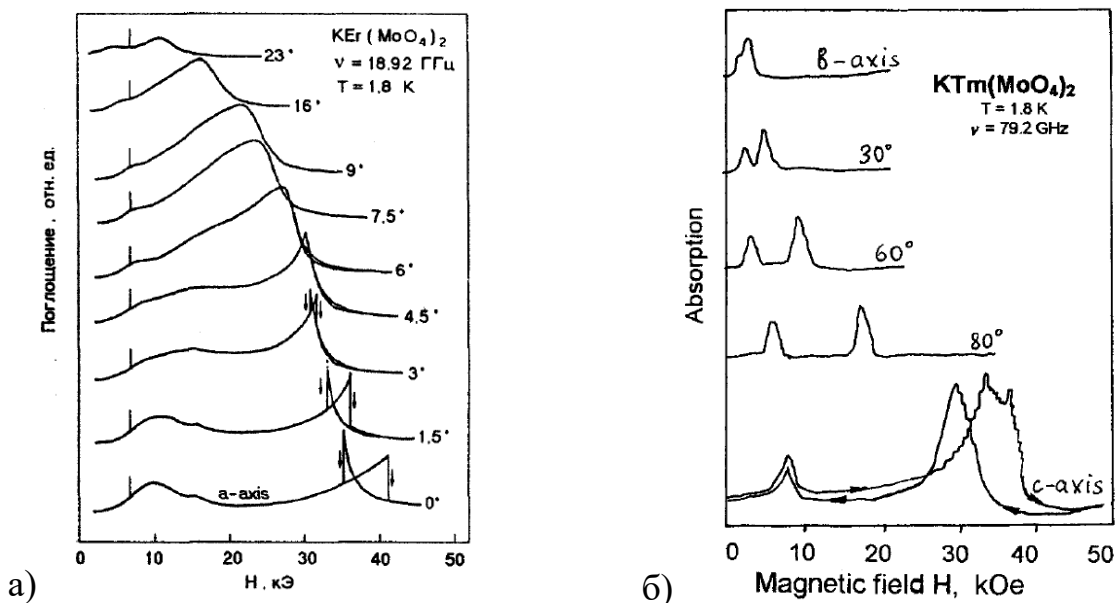 KEr(MoO4)2
ν = 18.92 ГГц
T = 1.8 K
23°
16°
9°
7.5°
6°
4.5°
3°
1.5°
a-axis
0°
Поглощение, отн. ед.
0 10 20 30 40 50
H, кЭ
а)
в-axis
KTm(MoO4)2
T = 1.8 K
ν = 79.2 GHz
30°
60°
80°
c-axis
Absorption
0 10 20 30 40 50
Magnetic field H, kOe
б)